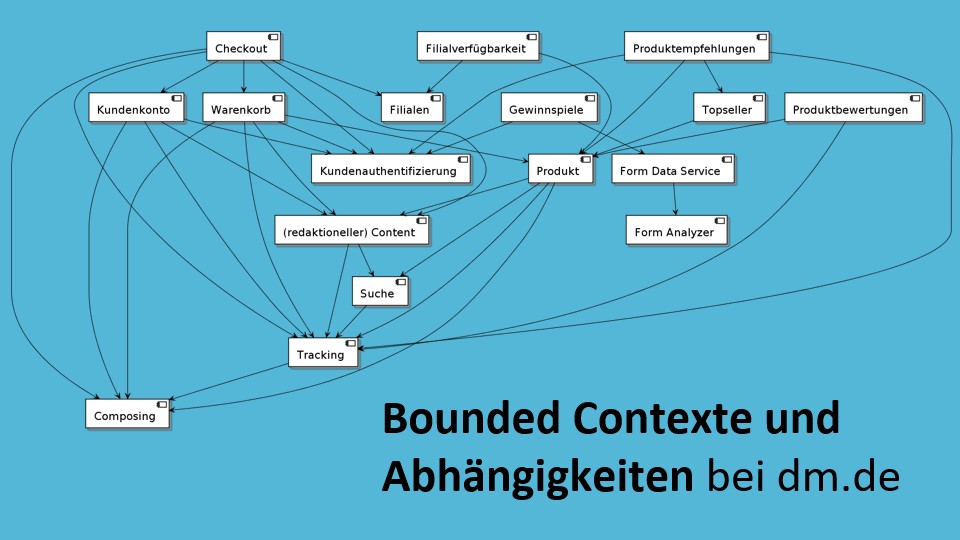 Checkout
Filialverfügbarkeit
Produktempfehlungen
Kundenkonto
Warenkorb
Filialen
Gewinnspiele
Topseller
Produktbewertungen
Kundenauthentifizierung
Produkt
Form Data Service
(redaktioneller) Content
Form Analyzer
Suche
Tracking
Composing
Bounded Contexte und
Abhängigkeiten bei dm.de